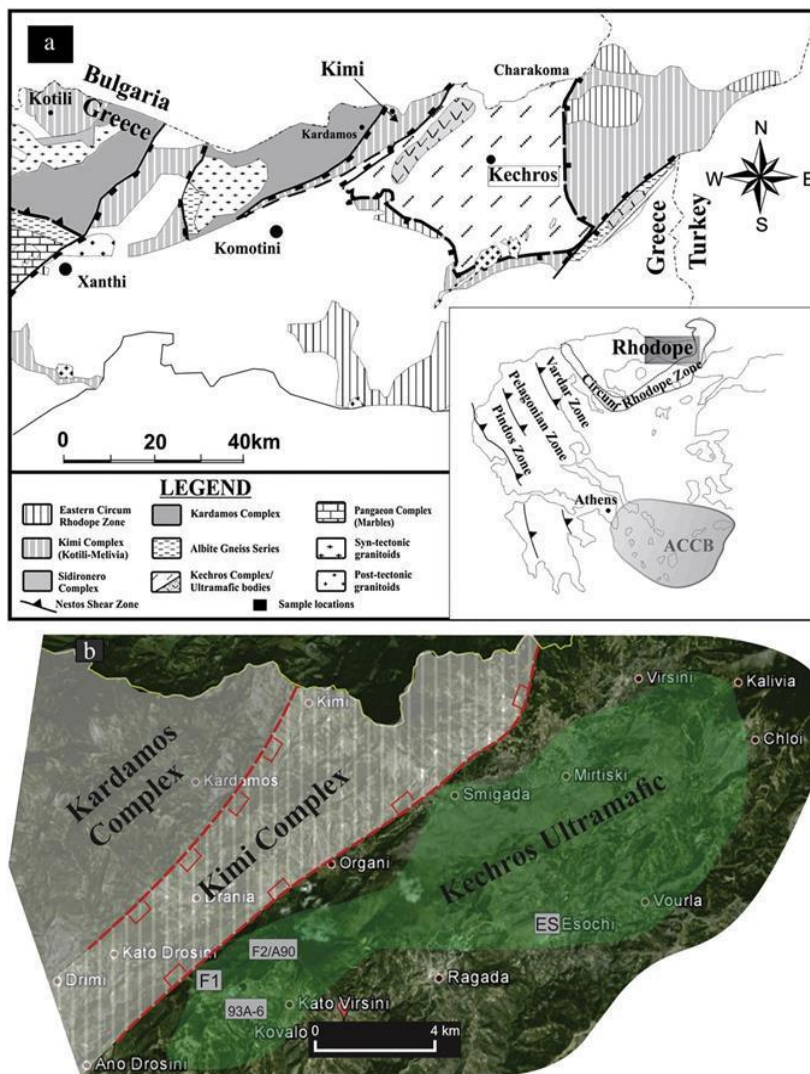 a
Bulgaria
Greece
Kotili
Kimi
Kardamos
Charakoma
Kechros
N
W E
S
Komotini
Xanthi
Greece
Turkey
0 20 40km
Rhodope
Circum Rhodope Zope
Vardar Zone
Pelagonian Zone
Pindos Zone
Athens
ACCB
LEGEND
Eastern Circum
Rhodope Zone
Kimi Complex
(Kotili-Melivia)
Sidironero
Complex
Nestos Shear Zone
Kardamos Complex
Albite Gneiss Series
Kechros Complex/
Ultramafic bodies
Sample locations
Pangaeon Complex
(Marbles)
Syn-tectonic
granitoids
Post-tectonic
granitoids
b
Kimi
Virsini
Kalivia
Chloi
Kardamos
Complex
Kardamos
Kimi Complex
Smigada
Mirtiski
Kechros Ultramafic
Organi
Drania
Vourla
ES Esochi
Kato Drosini
F2/A90
Drimi
F1
Ragada
93A-6
Kato Virsini
Kovalo
0 4 km
Ano Drosini